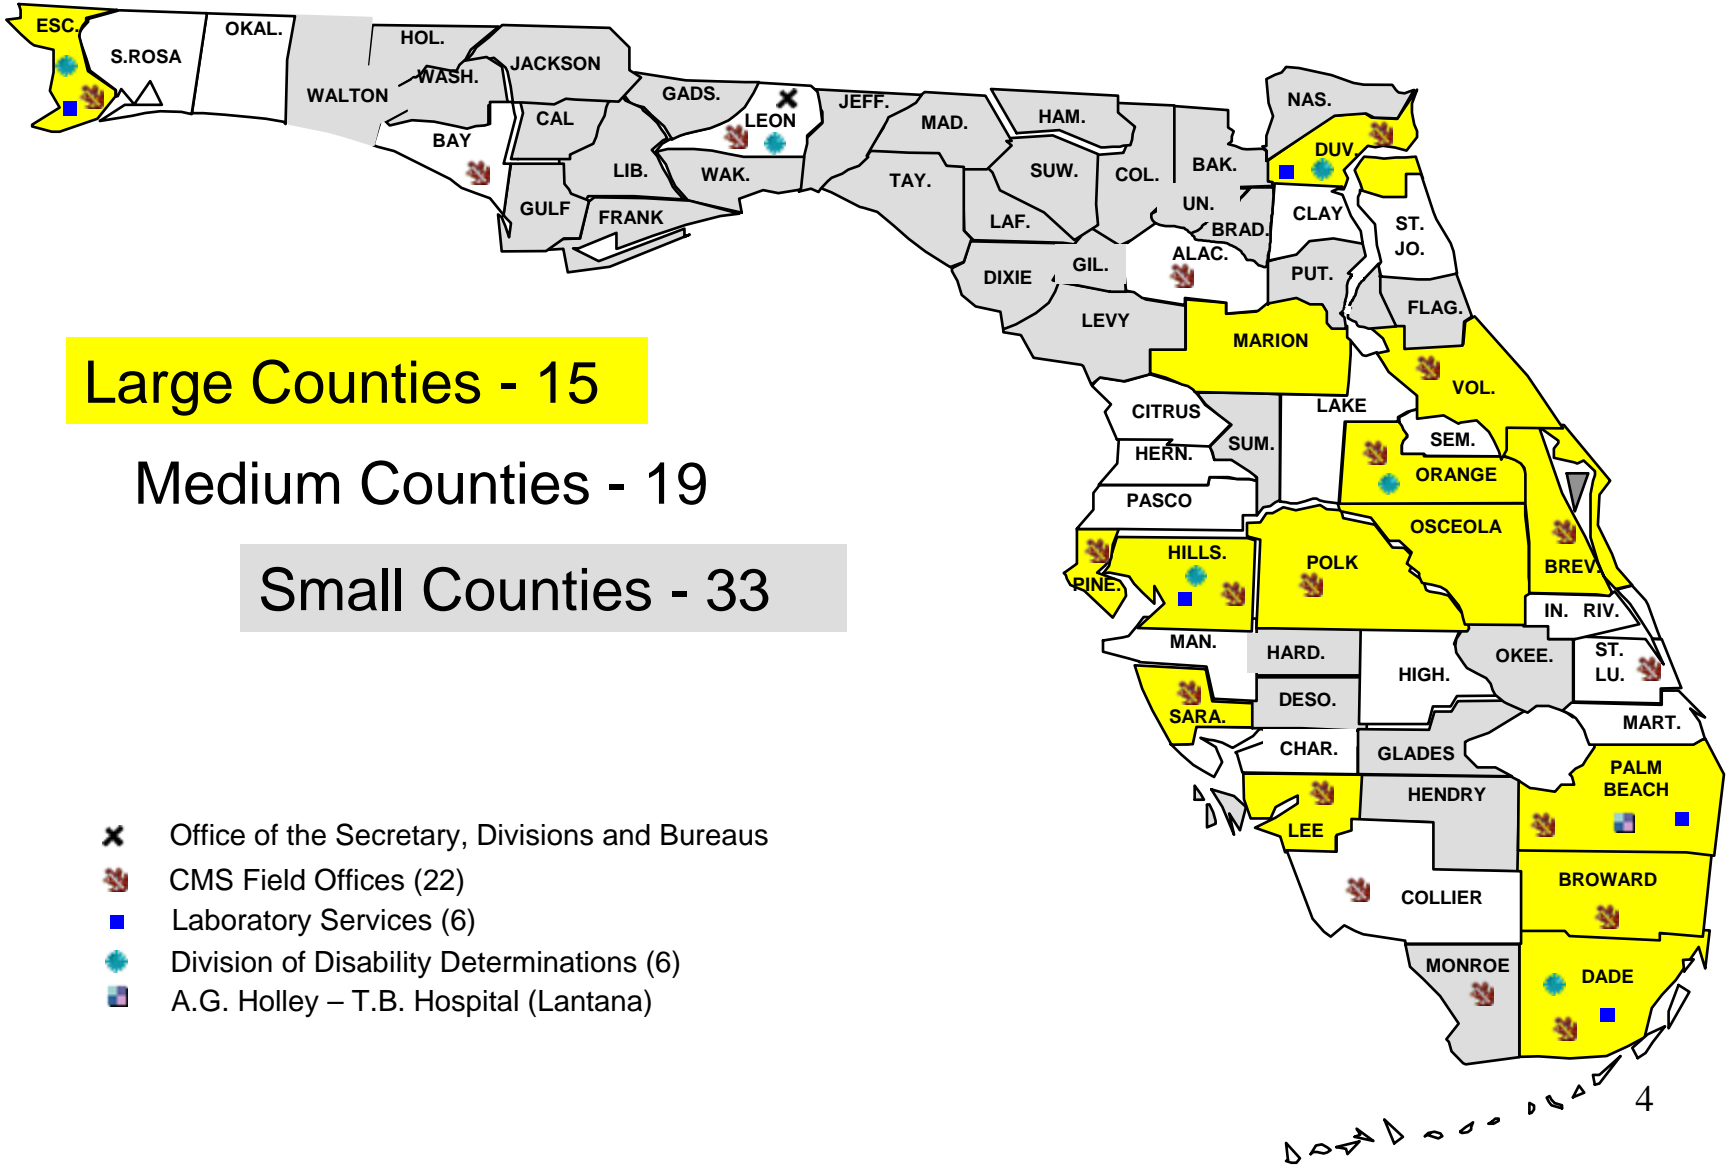 ESC.
S.ROSA
OKAL.
HOL.
WASH.
WALTON
JACKSON
BAY
CAL
GULF
LIB.
FRANK
GADS.
LEON
WAK.
JEFF.
MAD.
TAY.
HAM.
SUW.
LAF.
COL.
BAK.
UN.
BRAD.
NAS.
DUV.
CLAY
ST.
JO.
DIXIE
GIL.
ALAC.
PUT.
FLAG.
LEVY
MARION
VOL.
CITRUS
LAKE
SUM.
SEM.
HERN.
ORANGE
PASCO
OSCEOLA
HILLS.
POLK
BREV.
PINE.
IN. RIV.
MAN.
HARD.
HIGH.
OKEE.
ST.
LU.
SARA.
DESO.
MART.
CHAR.
GLADES
PALM
BEACH
HENDRY
LEE
COLLIER
BROWARD
MONROE
DADE
Large Counties - 15
Medium Counties - 19
Small Counties - 33
Office of the Secretary, Divisions and Bureaus
CMS Field Offices (22)
Laboratory Services (6)
Division of Disability Determinations (6)
A.G. Holley – T.B. Hospital (Lantana)
4